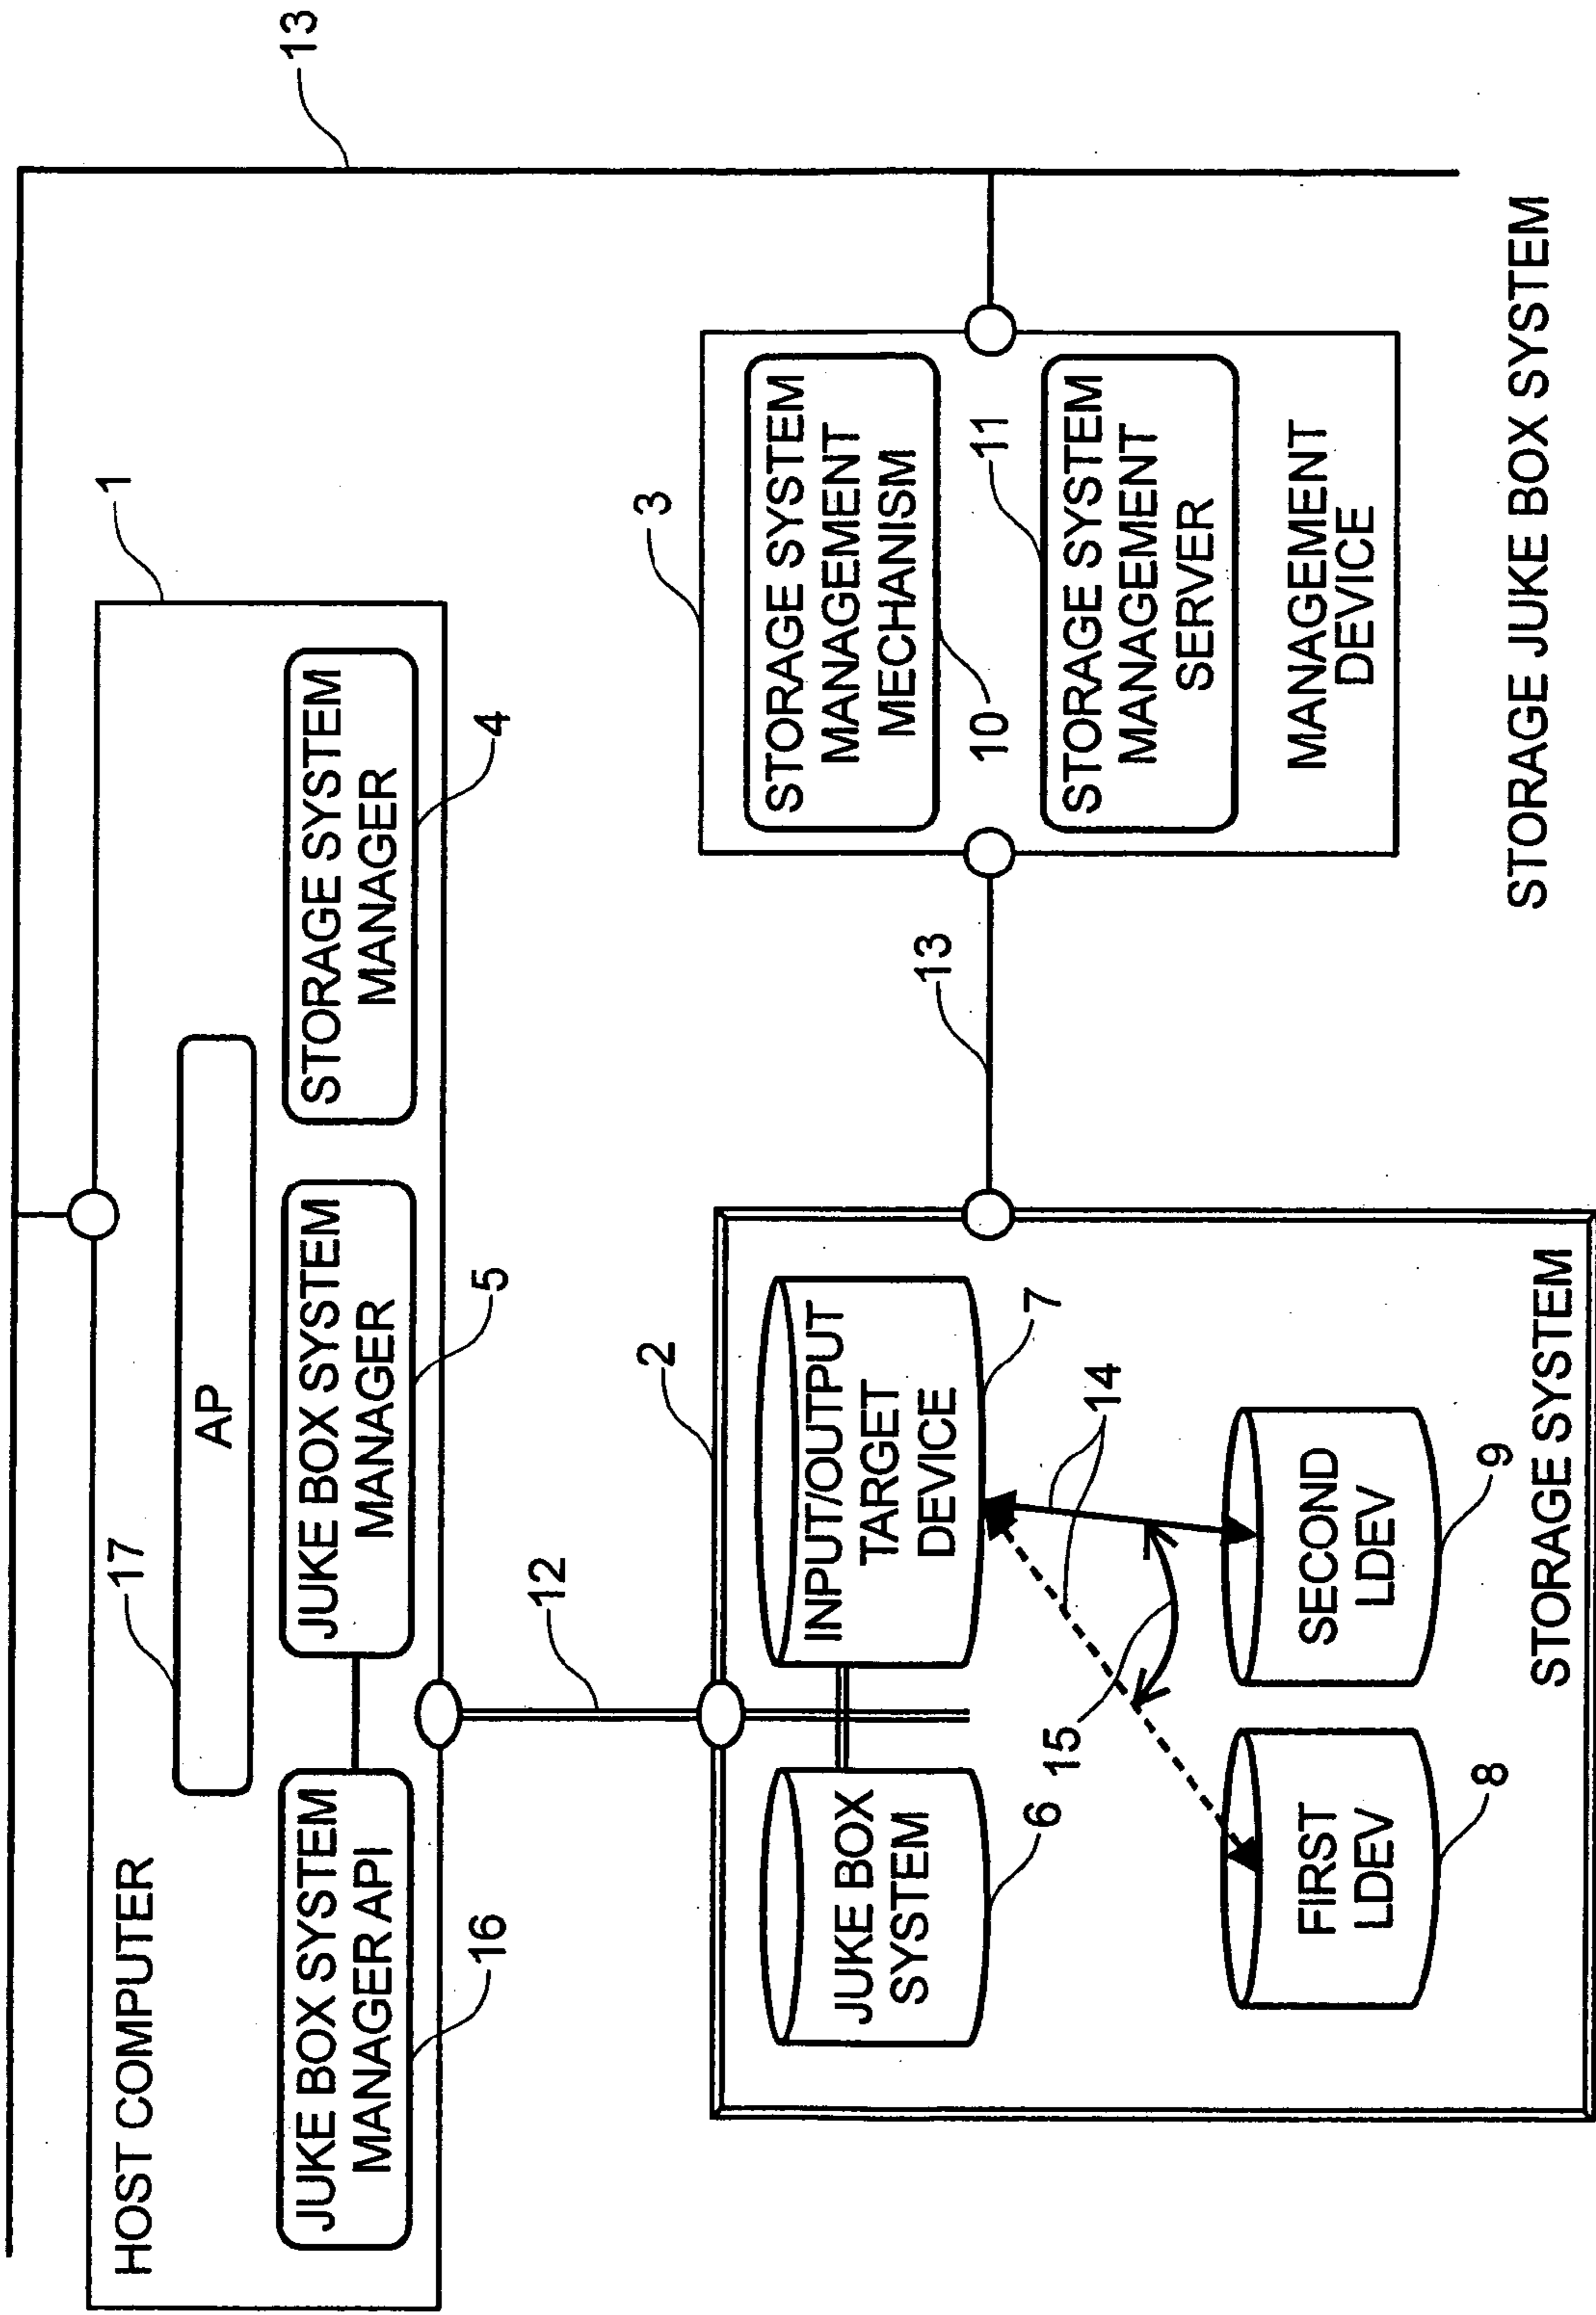 13
HOST COMPUTER
1
17
AP
JUKE BOX SYSTEM
MANAGER API
JUKE BOX SYSTEM
MANAGER
STORAGE SYSTEM
MANAGER
16
5
4
12
2
3
JUKE BOX
SYSTEM
6
INPUT/OUTPUT
TARGET
DEVICE
7
14
15
FIRST
LDEV
8
SECOND
LDEV
9
STORAGE SYSTEM
13
STORAGE SYSTEM
MANAGEMENT
MECHANISM
10
11
STORAGE SYSTEM
MANAGEMENT
SERVER
MANAGEMENT
DEVICE
STORAGE JUKE BOX SYSTEM